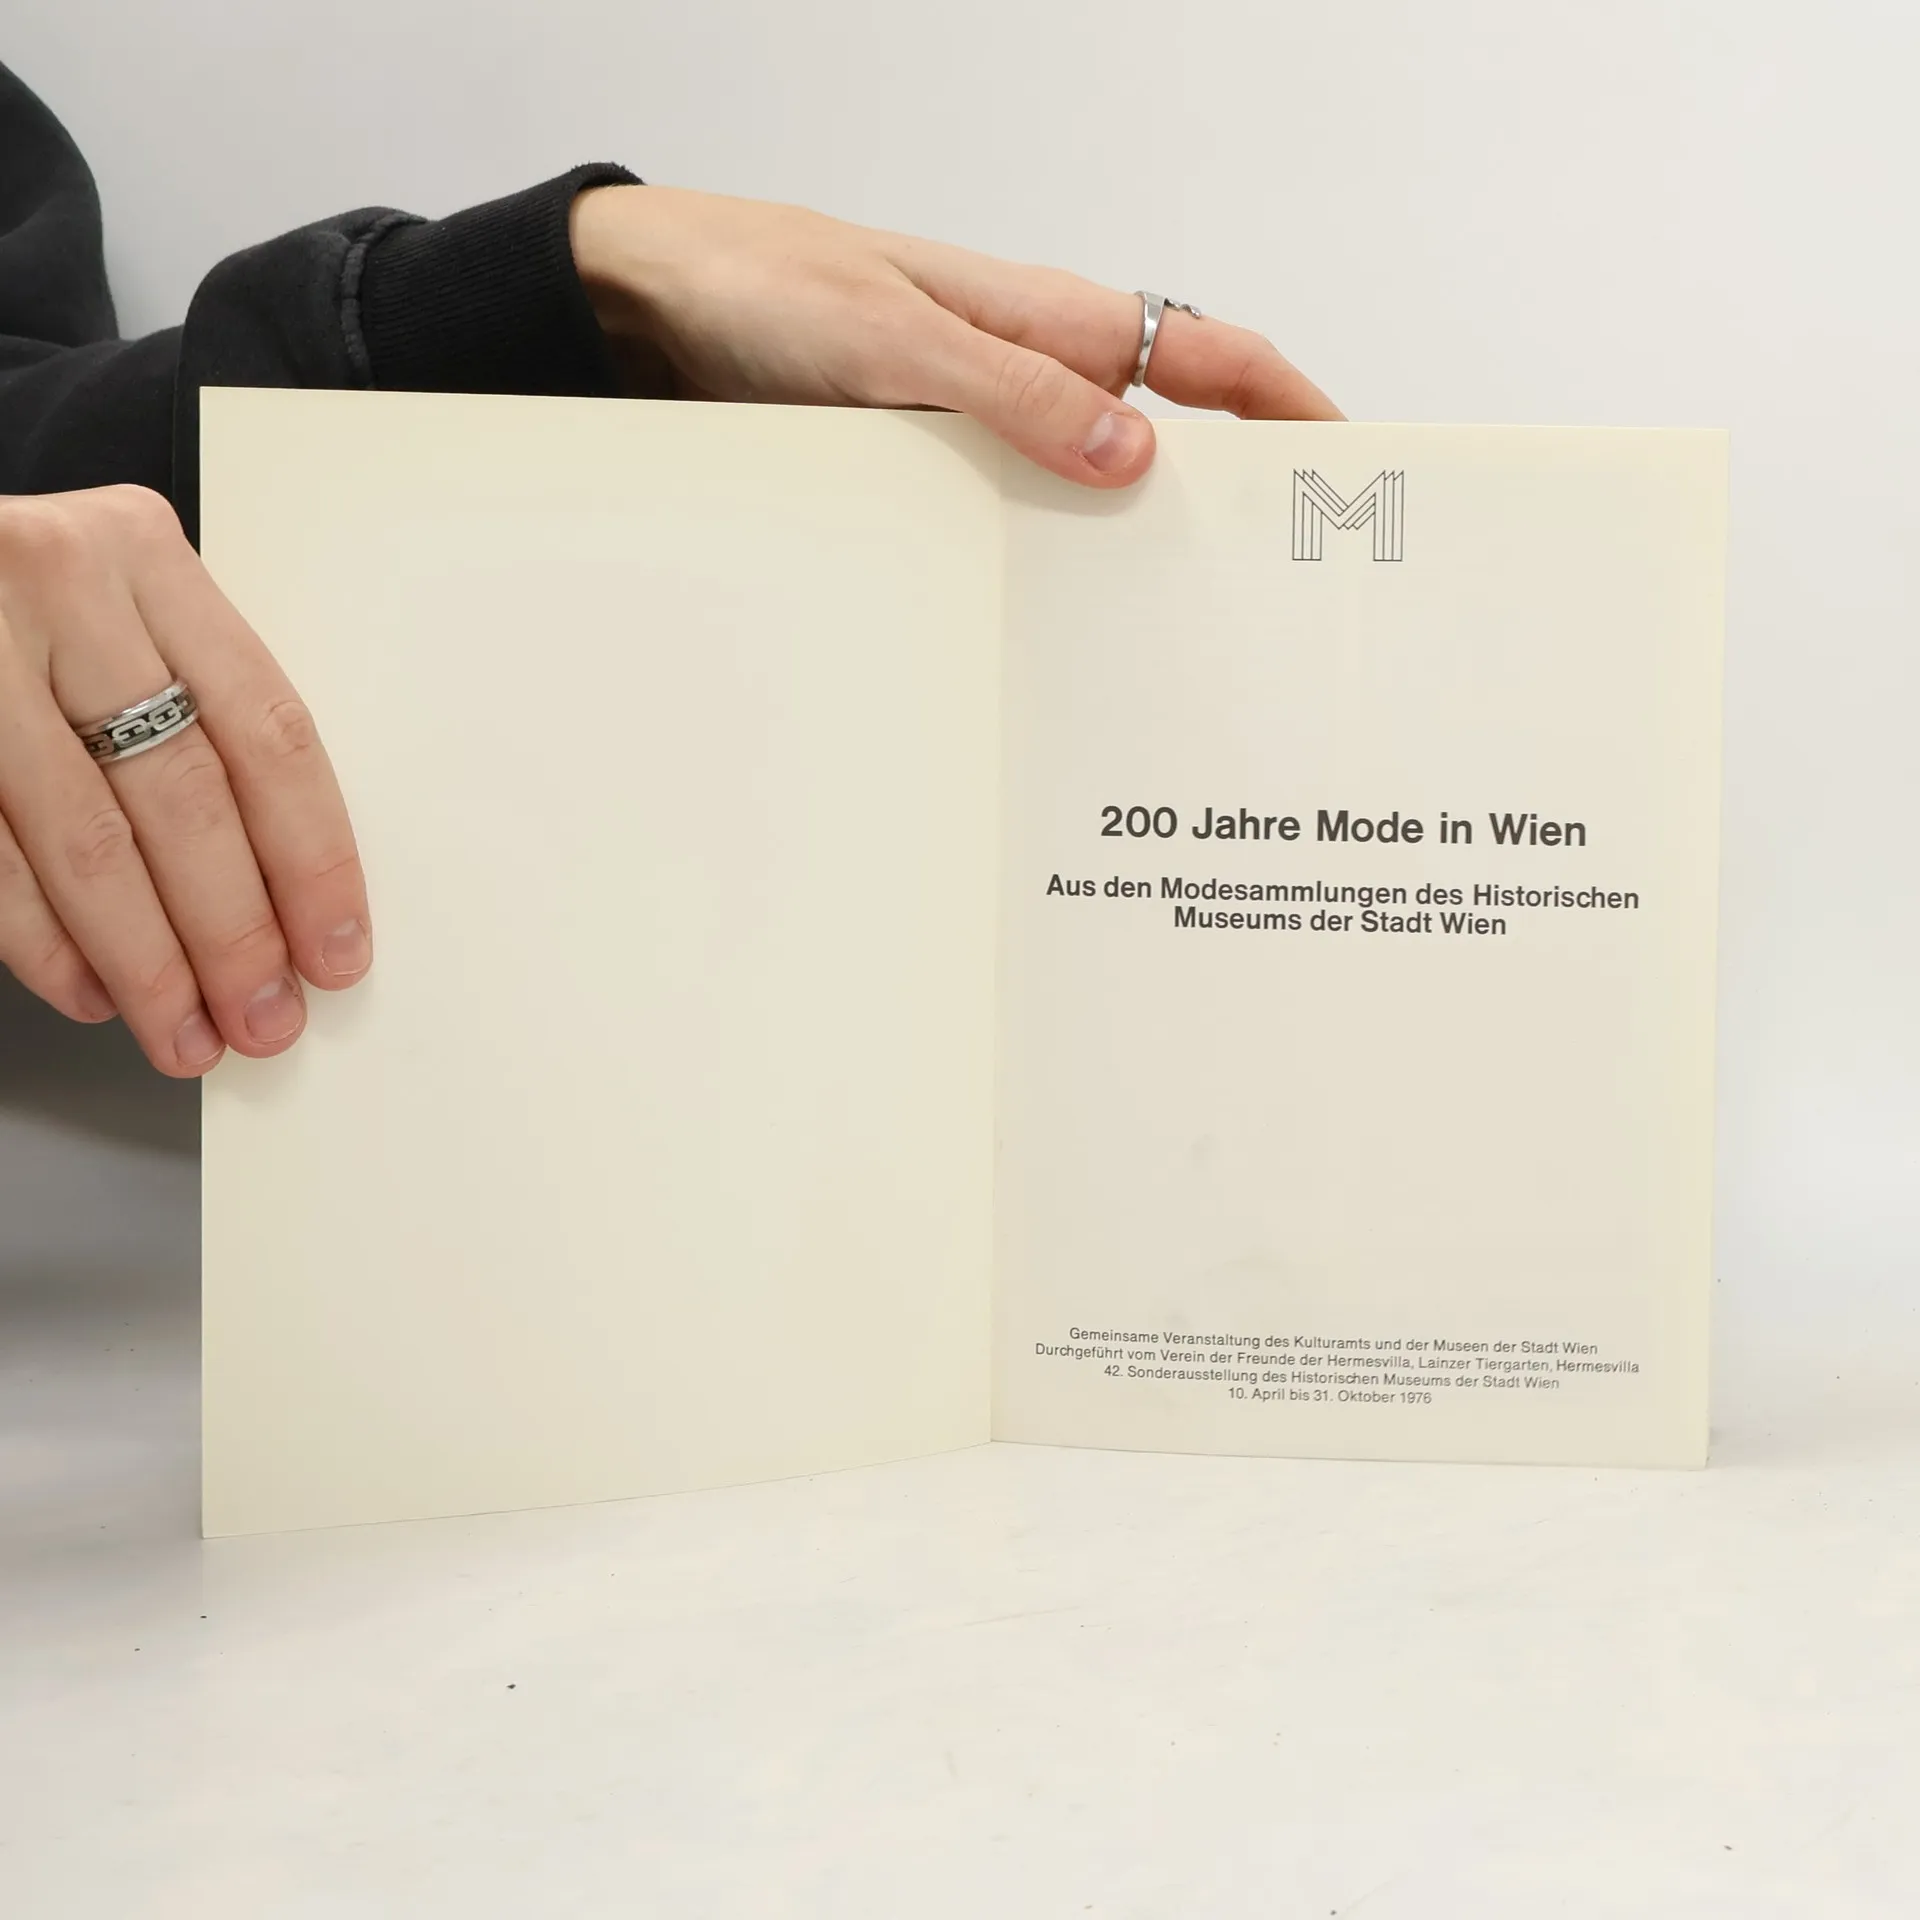 M
200 Jahre Mode in Wien
Aus den Modesammlungen des Historischen
Museums der Stadt Wien
Gemeinsame Veranstaltung des Kulturamts und der Museen der Stadt Wien
Durchgeführt vom Verein der Freunde der Hermesvilla, Lainzer Tiergarten, Hermesvilla
42. Sonderausstellung des Historischen Museums der Stadt Wien
10. April bis 31. Oktober 1976